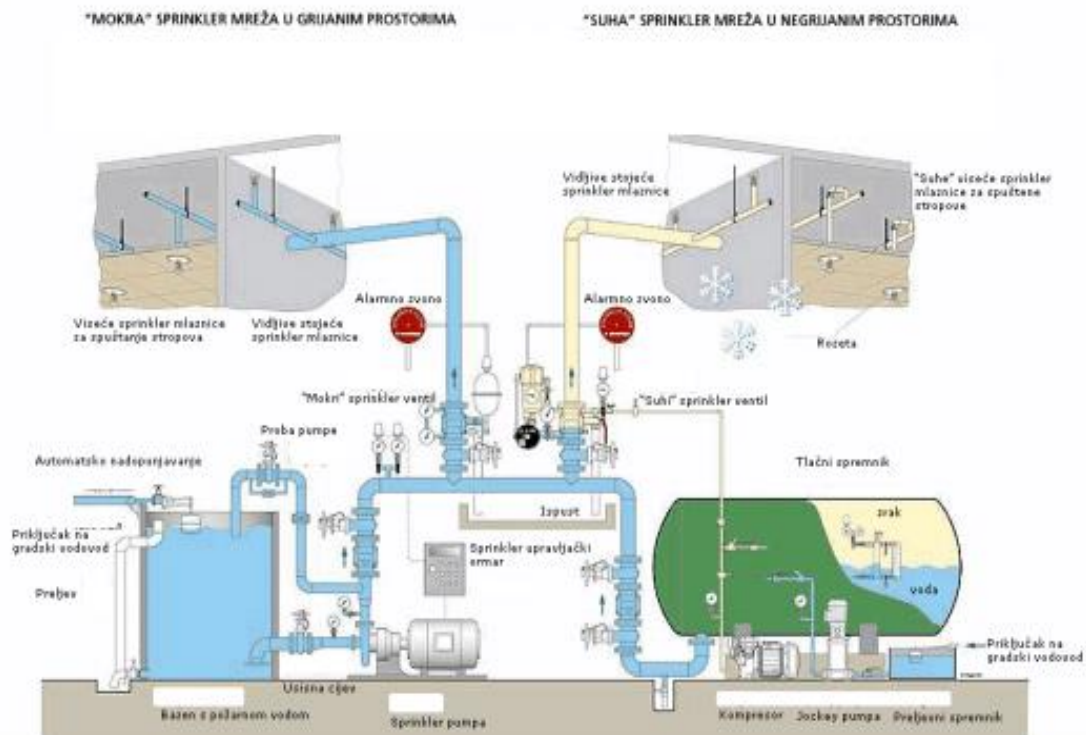 "MOKRA" SPRINKLER MREŽA U GRIJANIM PROSTORIMA
"SUHA" SPRINKLER MREŽA U NEGRIJANIM PROSTORIMA
Vidljive stojeće
sprinkler mlaznice
"Suhe" viseće sprinkler
mlaznice za spuštene
stropove
Alarmno zvono
Alarmno zvono
Viseće sprinkler mlaznice
za spuštanje stropova
Vidljive stojeće
sprinkler mlaznice
Rozeta
"Mokri" sprinkler ventil
"Suhi" sprinkler ventil
Proba pumpe
Automatsko nadopunjavanje
Tlačni spremnik
Ispust
zrak
Priključak na
gradski vodovod
Sprinkler upravljački
ormar
Preljev
voda
Priključak na
gradski vodovod
Usisna cijev
Bazen s požarnom vodom
Sprinkler pumpa
Kompresor
Jockey pumpa
Preljevni spremnik